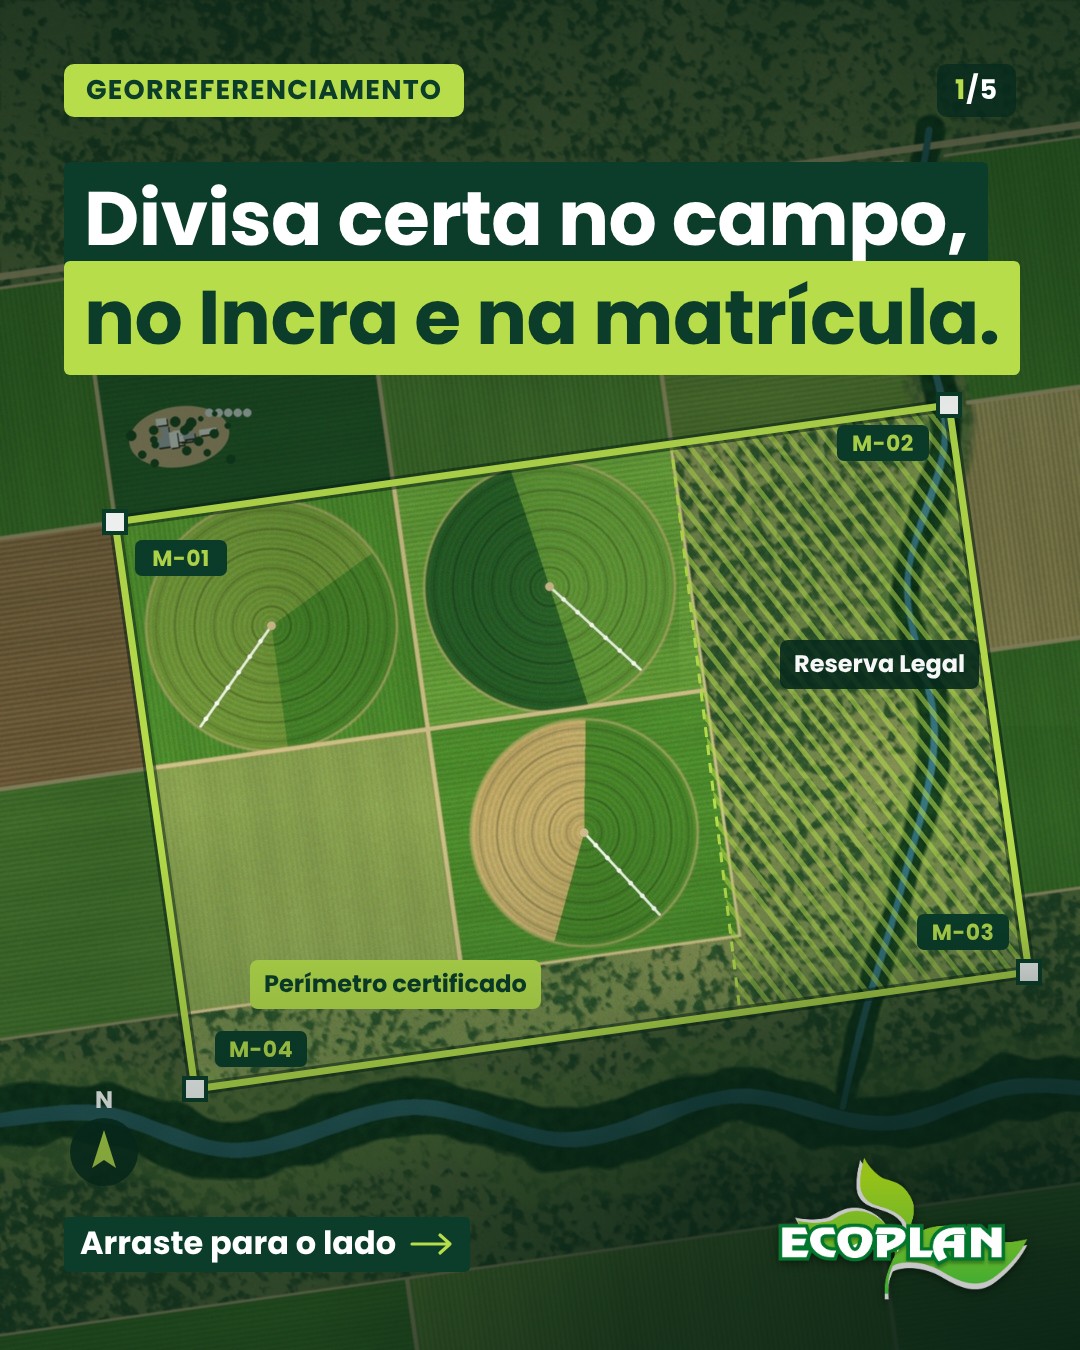 GEORREFERENCIAMENTO
1/5
Divisa certa no campo,
no Incra e na matrícula.
M-02
M-01
Reserva Legal
M-03
Perímetro certificado
M-04
N
Arraste para o lado
ECOPLAN